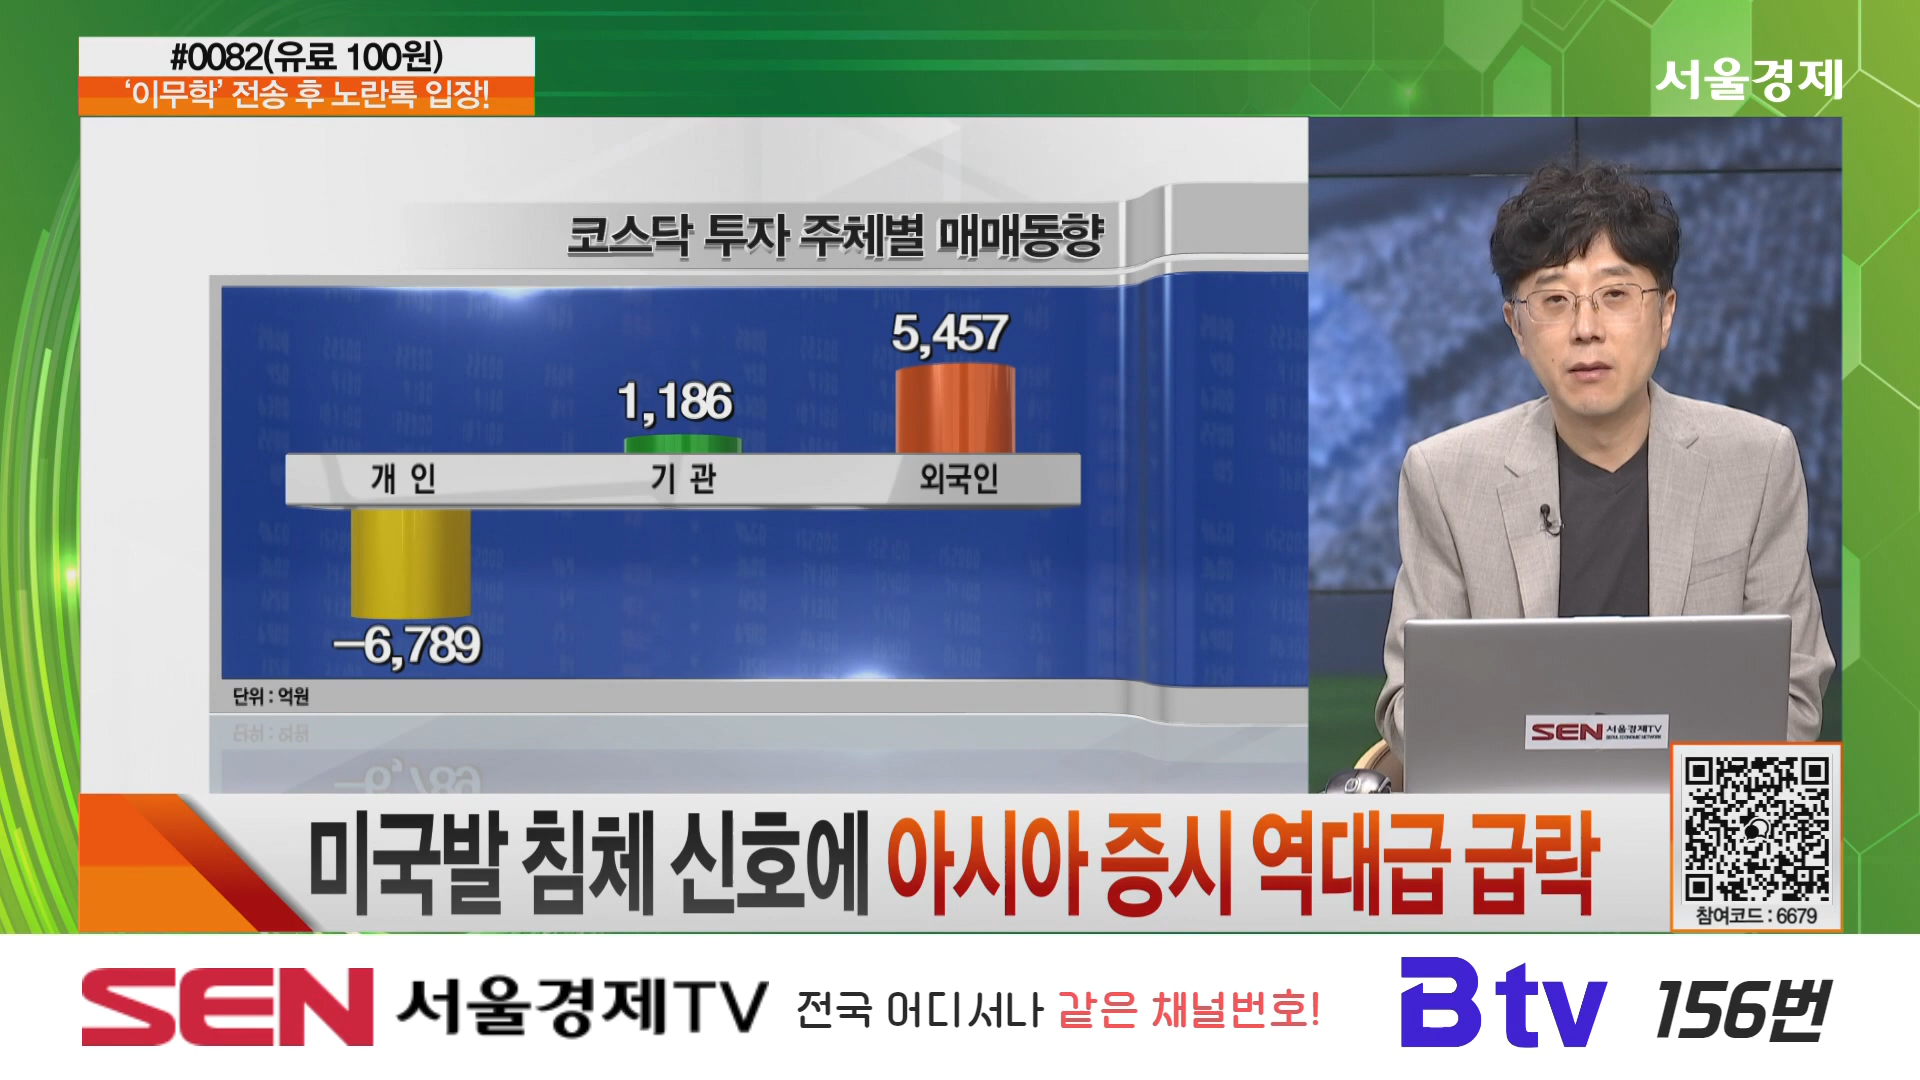 #0082(유료 100원)
‘이무학’ 전송 후 노란톡 입장!
서울경제
코스닥 투자 주체별 매매동향
5,457
1,186
개 인
기 관
외국인
-6,789
단위 : 억원
SEN 서울경제TV
미국발 침체 신호에 아시아 증시 역대급 급락
참여코드 : 6679
SEN 서울경제TV 전국 어디서나 같은 채널번호! B tv 156번